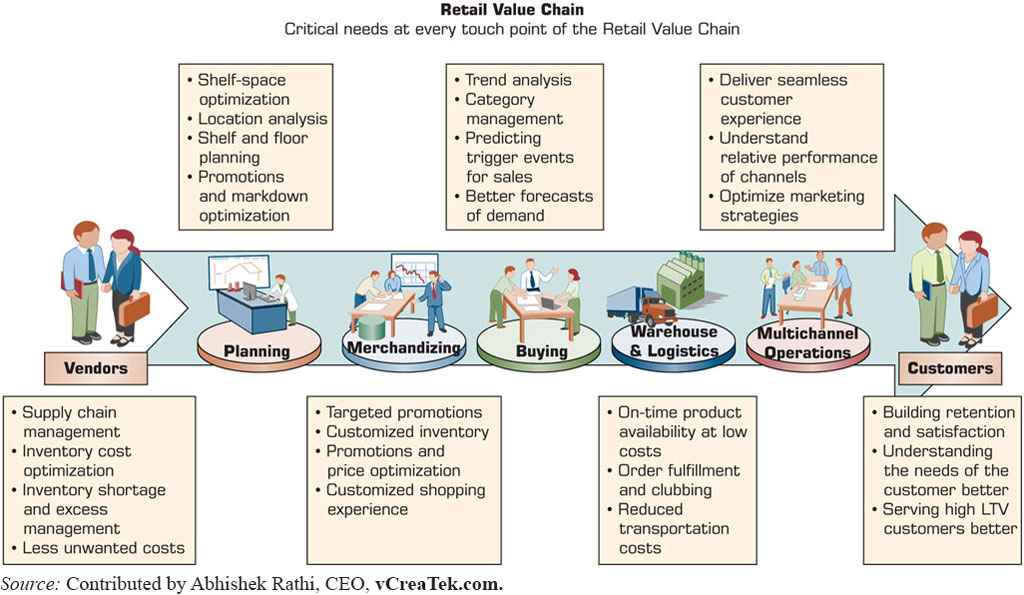 Retail Value Chain
Critical needs at every touch point of the Retail Value Chain
• Shelf-space
optimization
• Location analysis
• Shelf and floor
planning
• Promotions
and markdown
optimization
• Trend analysis
• Category
management
• Predicting
trigger events
for sales
• Better forecasts
of demand
• Deliver seamless
customer
experience
• Understand
relative performance
of channels
• Optimize marketing
strategies
Vendors
Planning
Merchandizing
Buying
Warehouse
& Logistics
Multichannel
Operations
Customers
• Supply chain
management
• Inventory cost
optimization
• Inventory shortage
and excess
management
• Less unwanted costs
• Targeted promotions
• Customized inventory
• Promotions and
price optimization
• Customized shopping
experience
• On-time product
availability at low
costs
• Order fulfillment
and clubbing
• Reduced
transportation
costs
• Building retention
and satisfaction
• Understanding
the needs of the
customer better
• Serving high LTV
customers better
Source: Contributed by Abhishek Rathi, CEO, vCreaTek.com.